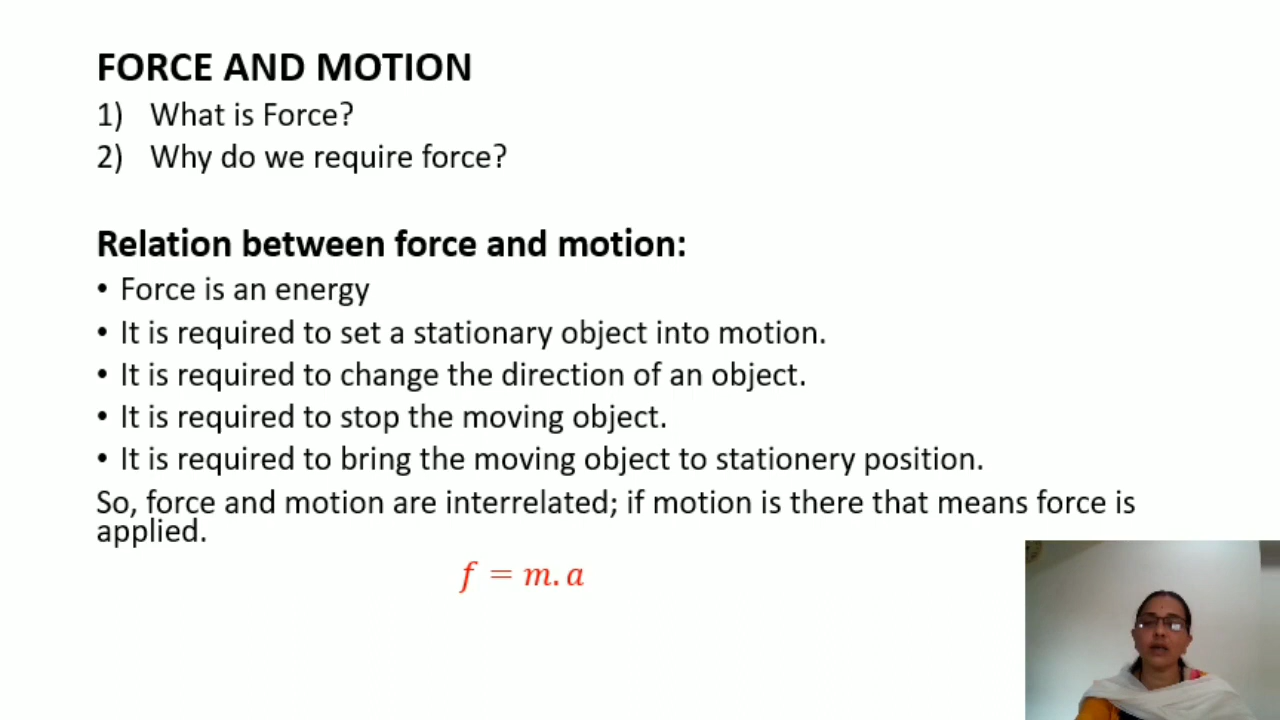 FORCE AND MOTION
1) What is Force?
2) Why do we require force?
Relation between force and motion:
• Force is an energy
• It is required to set a stationary object into motion.
• It is required to change the direction of an object.
• It is required to stop the moving object.
• It is required to bring the moving object to stationery position.
So, force and motion are interrelated; if motion is there that means force is
applied.
f = m. a